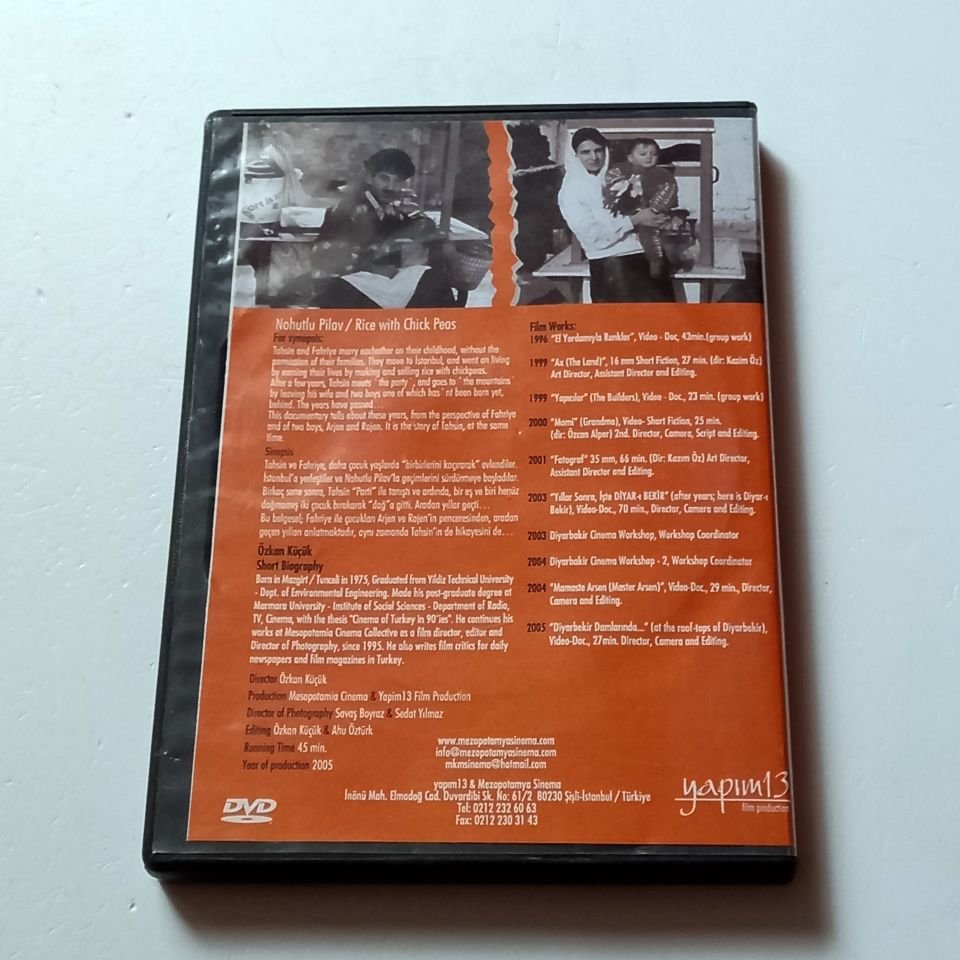 Nohutlu Pilav / Rice with Chick Peas
For synopsis:
Tahsin and Fahriye marry eachother on their childhood, without the
permission of their families. They move to Istanbul, and went on living
by earning their lives by making and selling rice with chickpeas.
After a few years, Tahsin meets ` the party `, and goes to ` the mountains `
by leaving his wife and two boys one of which has ` nt been born yet,
behind. The years have passed...
This documentary tells about these years, from the perspective of Fahriye
and of two boys, Arjen and Rojen. It is the story of Tahsin, at the same
time.
Sinopsis
Tahsin ve Fahriye, daha çocuk yaşlarda "birbirlerini kaçırarak" evlandiler.
İstanbul'a yerleştiler ve Nohutlu Pilav'la geçimlerini sürdürmeye başladılar.
Birkaç sene sonra, Tahsin "Parti" ile tanıştı ve ardında, bir eş ve biri henüz
doğmamış iki çocuk bırakarak "dağ"a gitti. Aradan yıllar geçti...
Bu belgesel; Fahriye ile çocukları Arjen ve Rojen'in penceresinden, aradan
geçen yılları anlatmaktadır, aynı zamanda Tahsin'in de hikayesini de...
Özkan Küçük
Short Biography
Born in Mazgirt / Tunceli in 1975, Graduated from Yildiz Technical University
- Dept. of Environmental Engineering. Made his post-graduate degree at
Marmara University - Institute of Social Sciences - Department of Radio,
TV, Cinema, with the thesis "Cinema of Turkey in 90'ies". He continues his
works at Mesopotamia Cinema Collective as a film director, editor and
Director of Photography, since 1995. He also writes film critics for daily
newspapers and film magazines in Turkey.
Director Özkan Küçük
Production Mesopotamia Cinema & Yapim13 Film Production
Director of Photography Savaş Boyraz & Sedat Yılmaz
Editing Özkan Küçük & Ahu Öztürk
Running Time 45 min.
Year of production 2005
Film Works:
1996 "El Yordamıyla Renkler", Video - Doc, 43min.(group work)
1999 "Ax (The Land)", 16 mm Short Fiction, 27 min. (dir: Kazim Öz)
Art Director, Assistant Director and Editing.
1999 "Yapıcılar" (The Builders), Video - Doc., 23 min. (group work)
2000 "Momi" (Grandma), Video- Short Fiction, 25 min.
(dir: Özcan Alper) 2nd. Director, Camera, Script and Editing.
2001 "Fotograf" 35 mm, 66 min. (Dir: Kazım Öz) Art Director,
Assistant Director and Editing.
2003 "Yıllar Sonra, İşte DİYAR-ı BEKİR" (after years; here is Diyar-ı
Bekir), Video-Doc., 70 min., Director, Camera and Editing.
2003 Diyarbakir Cinema Workshop, Workshop Coordinator
2004 Diyarbakir Cinema Workshop - 2, Workshop Coordinator
2004 "Mamoste Arsen (Master Arsen)", Video-Doc., 29 min., Director,
Camera and Editing.
2005 "Diyarbekir Damlarında..." (at the roof-tops of Diyarbekir),
Video-Doc., 27min. Director, Camera and Editing.
www.mezopotamyasinema.com
info@mezopotamyasinema.com
mkmsinema@hotmail.com
yapım13 & Mezopotamya Sinema
İnönü Mah. Elmadağ Cad. Duvardibi Sk. No: 61/2 80230 Şişli-İstanbul / Türkiye
Tel: 0212 232 60 63
Fax: 0212 230 31 43
DVD
yapım13
film production